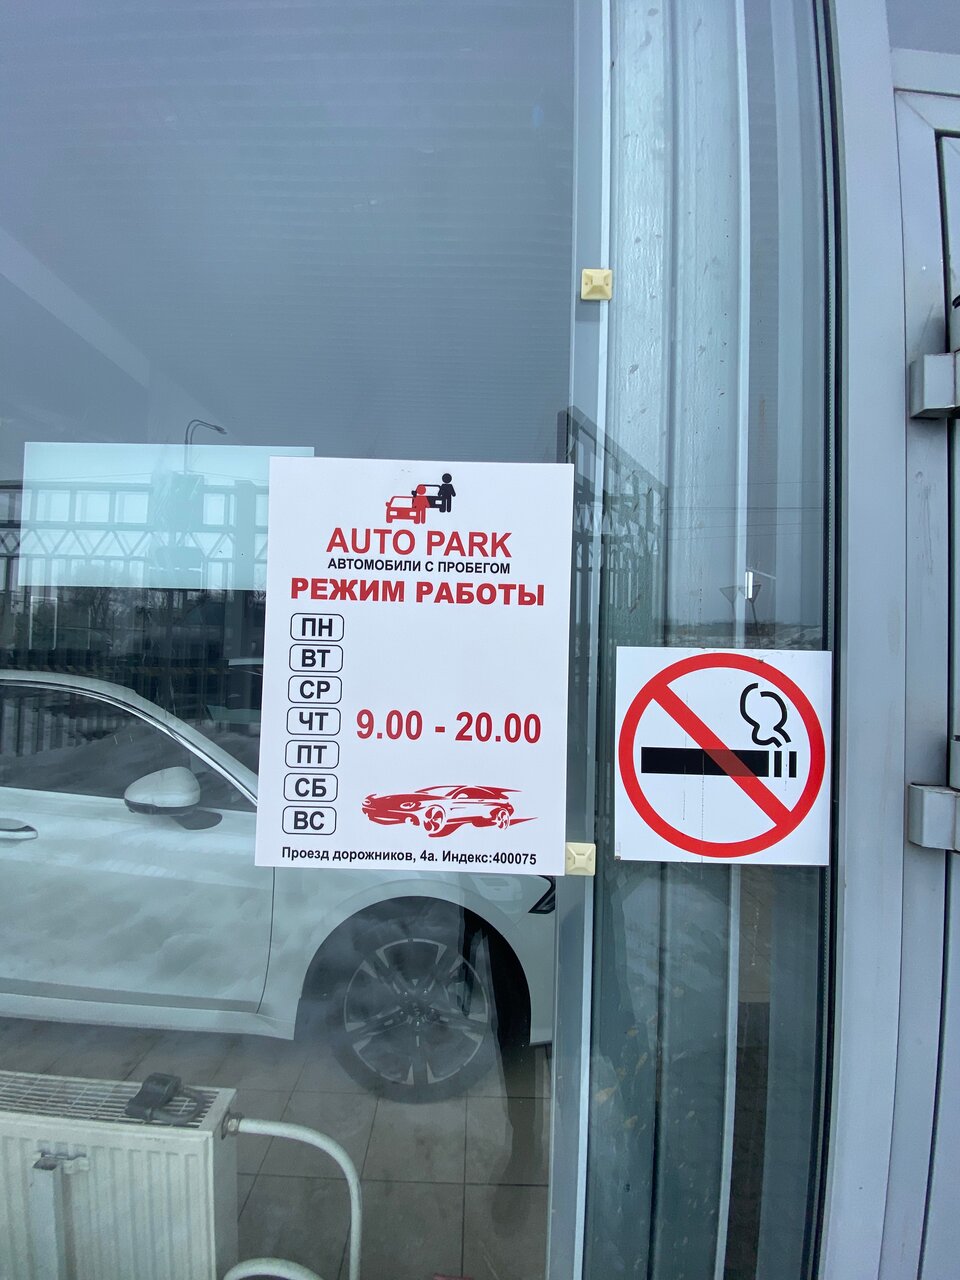 AUTO PARK
АВТОМОБИЛИ С ПРОБЕГОМ
РЕЖИМ РАБОТЫ
ПН
ВТ
СР
ЧТ
9.00 - 20.00
ПТ
СБ
ВС
Проезд дорожников, 4а. Индекс:400075